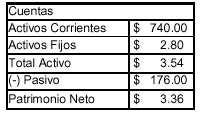 Cuentas
Activos Corrientes $ 740.00
Activos Fijos $ 2.80
Total Activo $ 3.54
(-) Pasivo $ 176.00
Patrimonio Neto $ 3.36